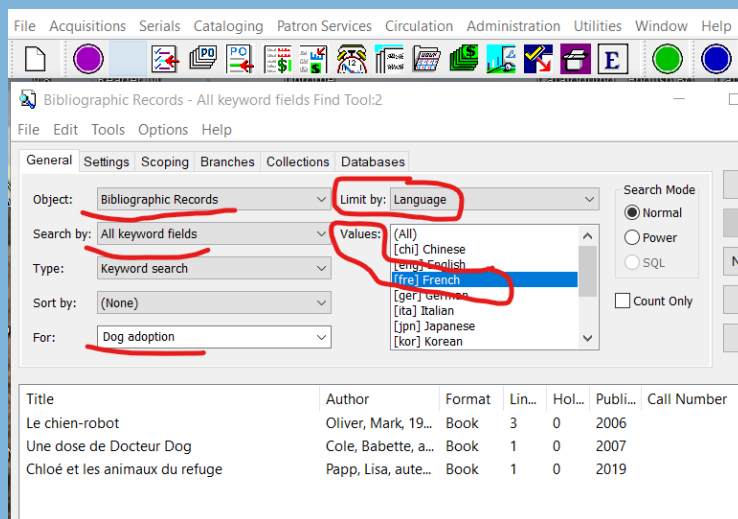 File Acquisitions Serials Cataloging Patron Services Circulation Administration Utilities Window Help
PO PO $ $ E
Bibliographic Records - All keyword fields Find Tool:2
File Edit Tools Options Help
General Settings Scoping Branches Collections Databases
Object: Bibliographic Records Limit by: Language Search Mode
Search by: All keyword fields Values: (All) Normal
[chi] Chinese Power
[eng] English
Type: Keyword search [fre] French SQL
[ger] German
Sort by: (None) [ita] Italian Count Only
[jpn] Japanese
For: Dog adoption [kor] Korean
Title Author Format Lin... Hol... Publi... Call Number
Le chien-robot Oliver, Mark, 19... Book 3 0 2006
Une dose de Docteur Dog Cole, Babette, a... Book 1 0 2007
Chloé et les animaux du refuge Papp, Lisa, aute... Book 1 0 2019